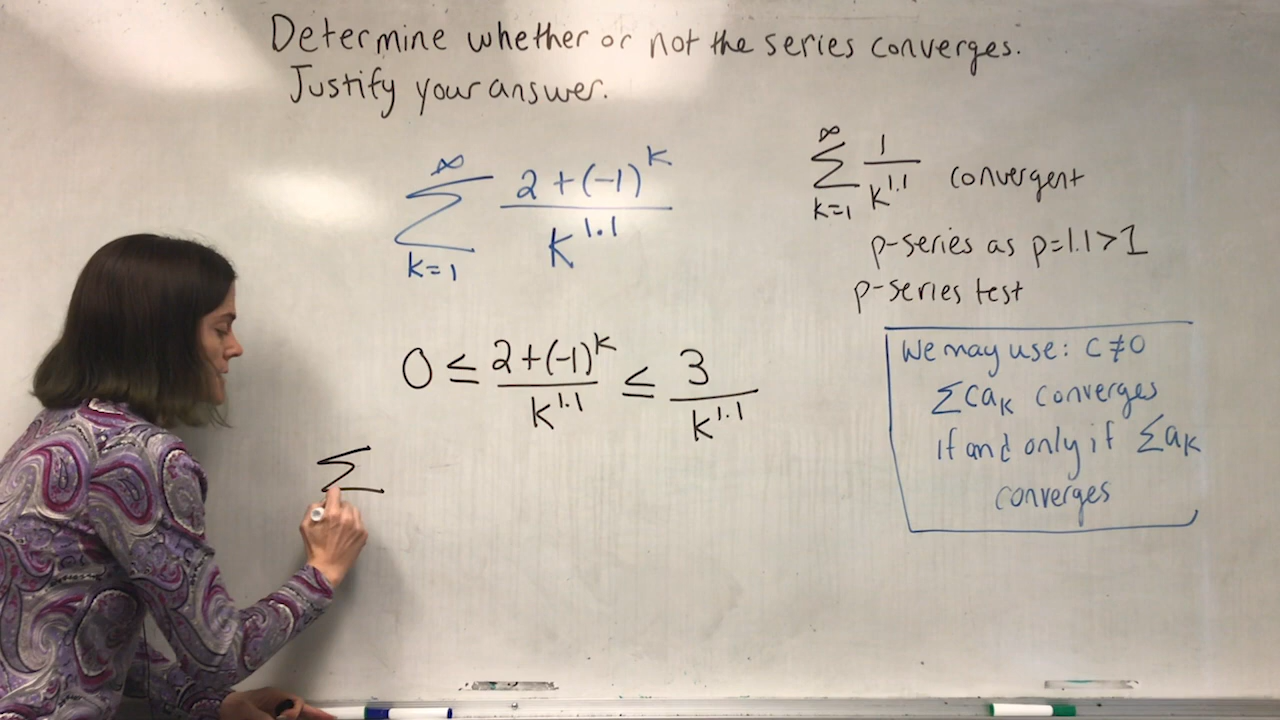 Determine whether or not the series converges.
Justify your answer.
∞
∑ (2+(-1)^k)/k^1.1
k=1
∞
∑ 1/k^1.1 convergent
k=1
p-series as p=1.1>1
p-series test
0 ≤ (2+(-1)^k)/k^1.1 ≤ 3/k^1.1
We may use: c≠0
∑ca_k converges
if and only if ∑a_k
converges
∑